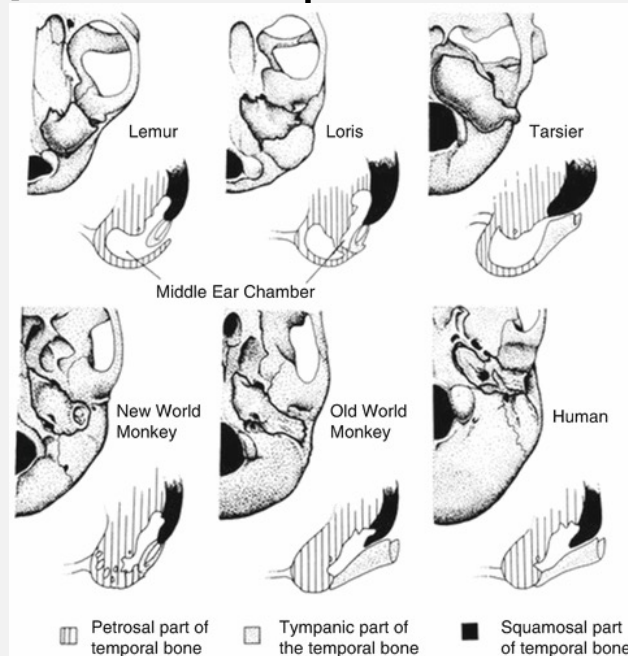 Lemur
Loris
Tarsier
Middle Ear Chamber
New World
Monkey
Old World
Monkey
Human
Petrosal part of
temporal bone
Tympanic part of
the temporal bone
Squamosal part
of temporal bone